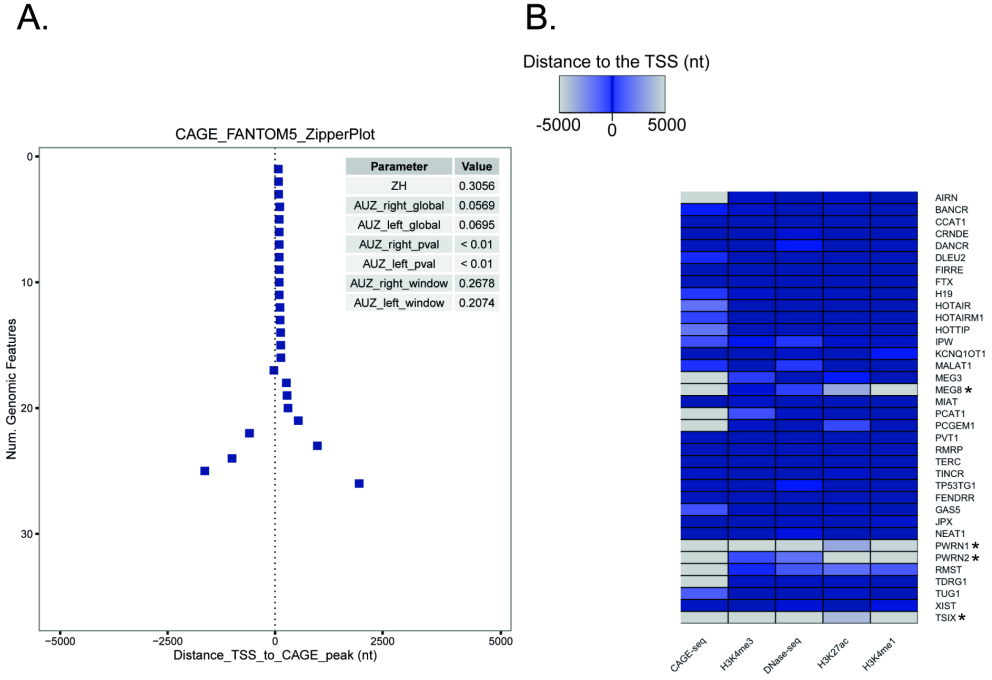 A.
CAGE_FANTOM5_ZipperPlot
0
10
20
30
Num. Genomic Features
Parameter Value
ZH 0.3056
AUZ_right_global 0.0569
AUZ_left_global 0.0695
AUZ_right_pval < 0.01
AUZ_left_pval < 0.01
AUZ_right_window 0.2678
AUZ_left_window 0.2074
−5000 −2500 0 2500 5000
Distance_TSS_to_CAGE_peak (nt)
B.
Distance to the TSS (nt)
-5000 0 5000
AIRN
BANCR
CCAT1
CRNDE
DANCR
DLEU2
FIRRE
FTX
H19
HOTAIR
HOTAIRM1
HOTTIP
IPW
KCNQ1OT1
MALAT1
MEG3
MEG8 *
MIAT
PCAT1
PCGEM1
PVT1
RMRP
TERC
TINCR
TP53TG1
FENDRR
GAS5
JPX
NEAT1
PWRN1 *
PWRN2 *
RMST
TDRG1
TUG1
XIST
TSIX *
CAGE-seq
H3K4me3
DNase-seq
H3K27ac
H3K4me1